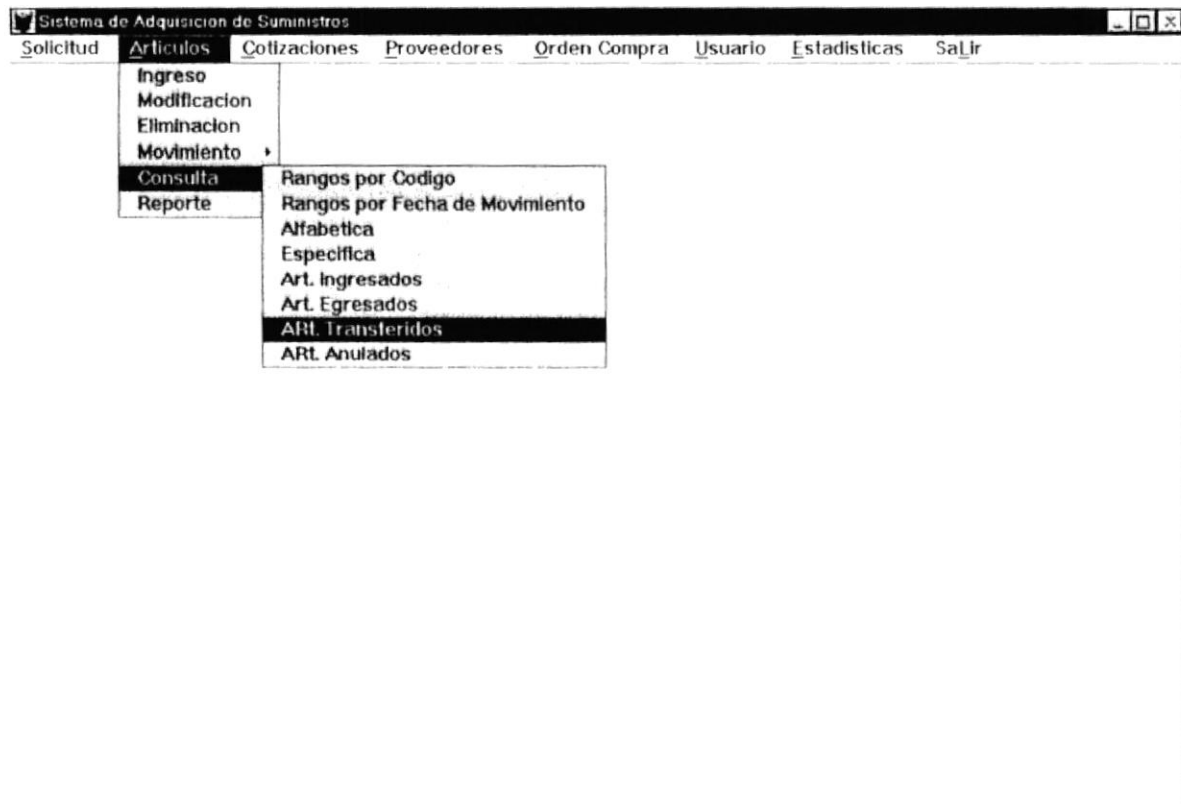 Sistema de Adquisicion de Suministros
Solicitud Articulos Cotizaciones Proveedores Orden Compra Usuario Estadisticas SaLir
Ingreso
Modificacion
Eliminacion
Movimiento
Consulta
Reporte
Rangos por Codigo
Rangos por Fecha de Movimiento
Alfabetica
Especifica
Art. Ingresados
Art. Egresados
ARt. Transferidos
ARt. Anulados